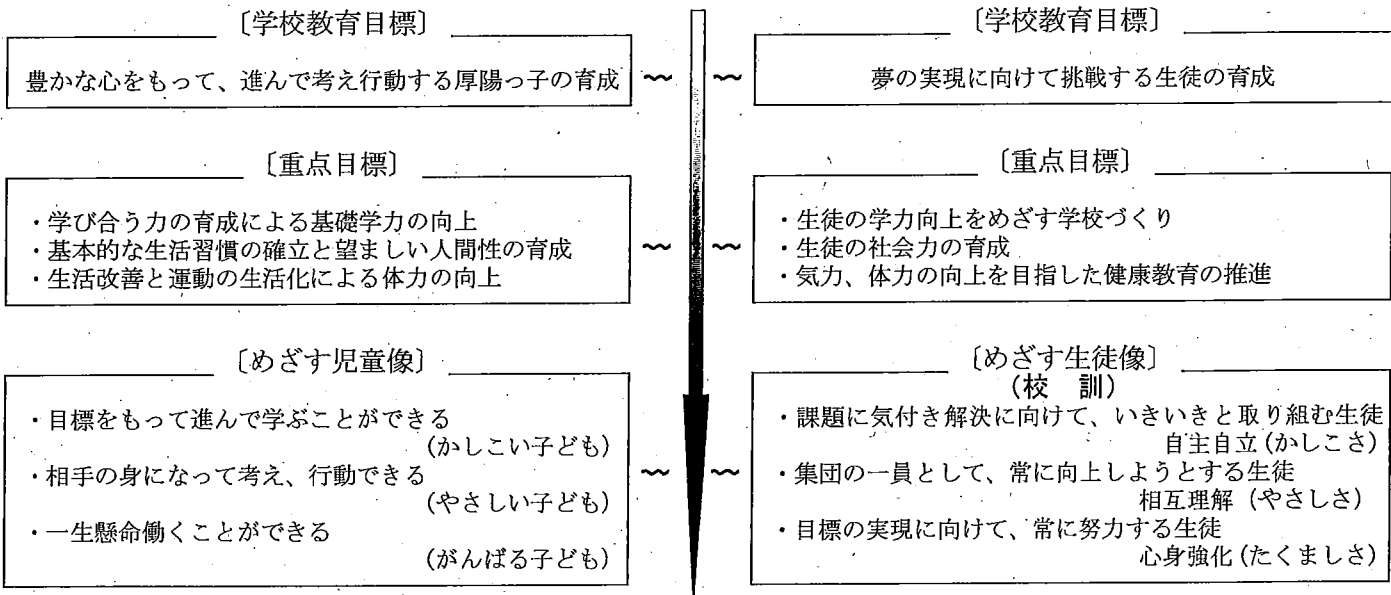 〔学校教育目標〕
豊かな心をもって、進んで考え行動する厚陽っ子の育成
〔重点目標〕
・学び合う力の育成による基礎学力の向上
・基本的な生活習慣の確立と望ましい人間性の育成
・生活改善と運動の生活化による体力の向上
〔めざす児童像〕
・目標をもって進んで学ぶことができる
(かしこい子ども)
・相手の身になって考え、行動できる
(やさしい子ども)
・一生懸命働くことができる
(がんばる子ども)
〔学校教育目標〕
夢の実現に向けて挑戦する生徒の育成
〔重点目標〕
・生徒の学力向上をめざす学校づくり
・生徒の社会力の育成
・気力、体力の向上を目指した健康教育の推進
〔めざす生徒像〕
(校 訓)
・課題に気付き解決に向けて、いきいきと取り組む生徒
自主自立(かしこさ)
・集団の一員として、常に向上しようとする生徒
相互理解 (やさしさ)
・目標の実現に向けて、常に努力する生徒
心身強化(たくましさ)